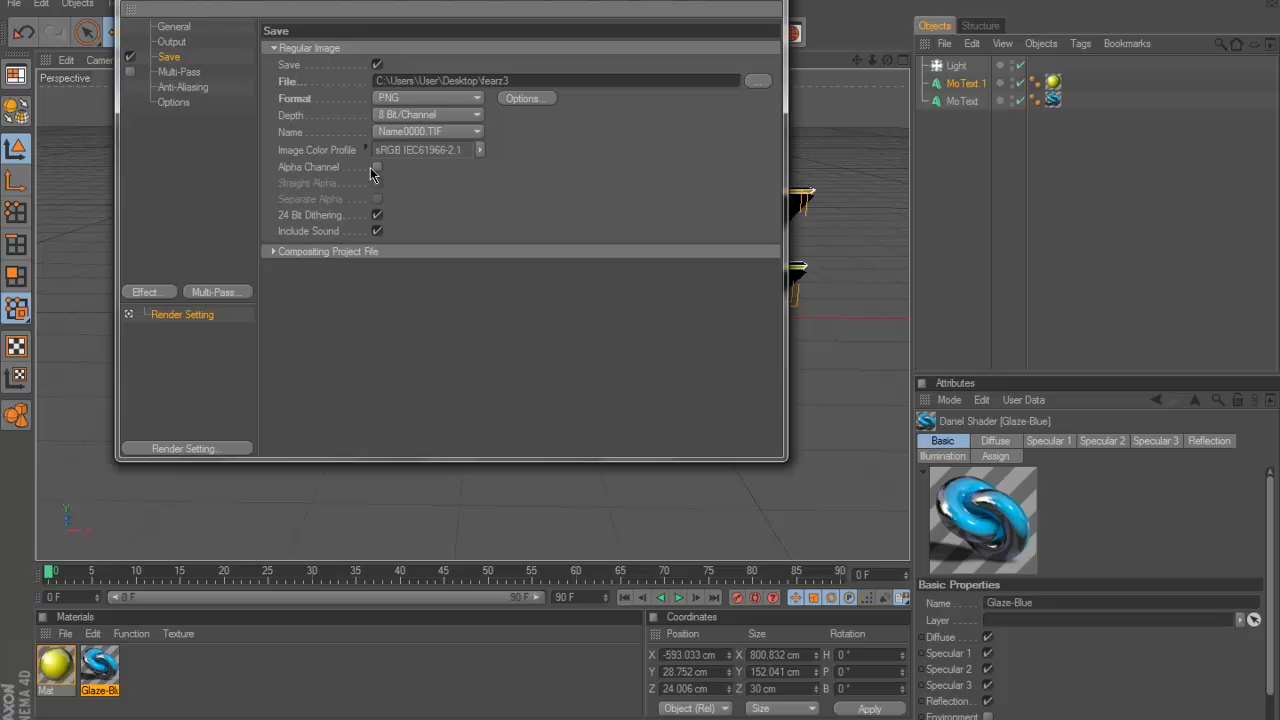 File Edit Objects
General
Output
Save
Multi-Pass
Anti-Aliasing
Options
Effect... Multi-Pass...
Render Setting
Render Setting...
Save
Regular Image
Save
File... C:\Users\User\Desktop\fearz3 ...
Format PNG Options...
Depth 8 Bit/Channel
Name Name0000.TIF
Image Color Profile sRGB IEC61966-2.1
Alpha Channel
Straight Alpha
Separate Alpha
24 Bit Dithering
Include Sound
Compositing Project File
Edit Camer
Perspective
Y
X
Objects Structure
File Edit View Objects Tags Bookmarks
Light
MoText.1
MoText
Attributes
Mode Edit User Data
Danel Shader [Glaze-Blue]
Basic Diffuse Specular 1 Specular 2 Specular 3 Reflection
Illumination Assign
Basic Properties
Name Glaze-Blue
Layer
Diffuse
Specular 1
Specular 2
Specular 3
Reflection
Environment
0 5 10 15 20 25 30 35 40 45 50 55 60 65 70 75 80 85 90 0 F
0 F 0 F 90 F 90 F
Materials
File Edit Function Texture
Mat Glaze-Blu
Coordinates
Position Size Rotation
X -593.033 cm X 800.832 cm H 0 °
Y 28.752 cm Y 152.041 cm P 0 °
Z 24.006 cm Z 30 cm B 0 °
Object (Rel) Size Apply
AXON
NEMA 4D